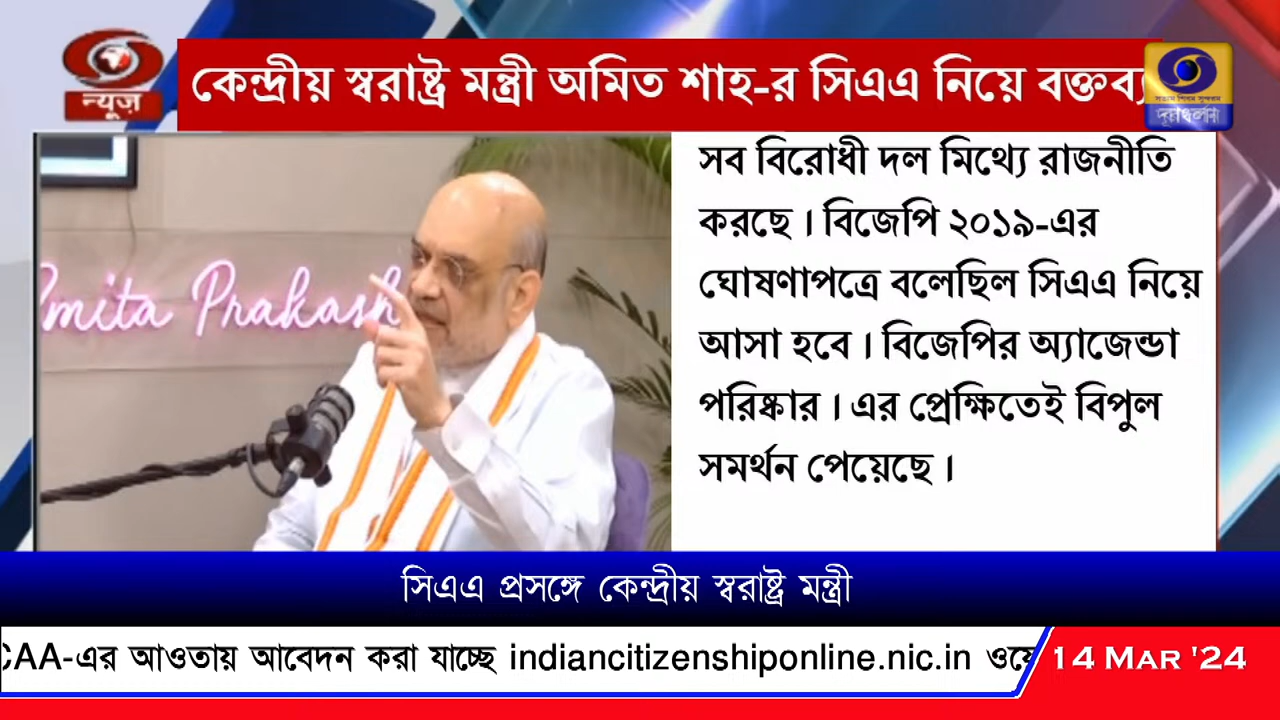 न्यूज़
কেন্দ্রীয় স্বরাষ্ট্র মন্ত্রী অমিত শাহ-র সিএএ নিয়ে বক্তব্য
সব বিরোধী দল মিথ্যে রাজনীতি
করছে । বিজেপি ২০১৯-এর
ঘোষণাপত্রে বলেছিল সিএএ নিয়ে
আসা হবে । বিজেপির অ্যাজেন্ডা
পরিষ্কার । এর প্রেক্ষিতেই বিপুল
সমর্থন পেয়েছে ।
mita Prakash
সিএএ প্রসঙ্গে কেন্দ্রীয় স্বরাষ্ট্র মন্ত্রী
CAA-এর আওতায় আবেদন করা যাচ্ছে indiancitizenshiponline.nic.in
14 MAR '24